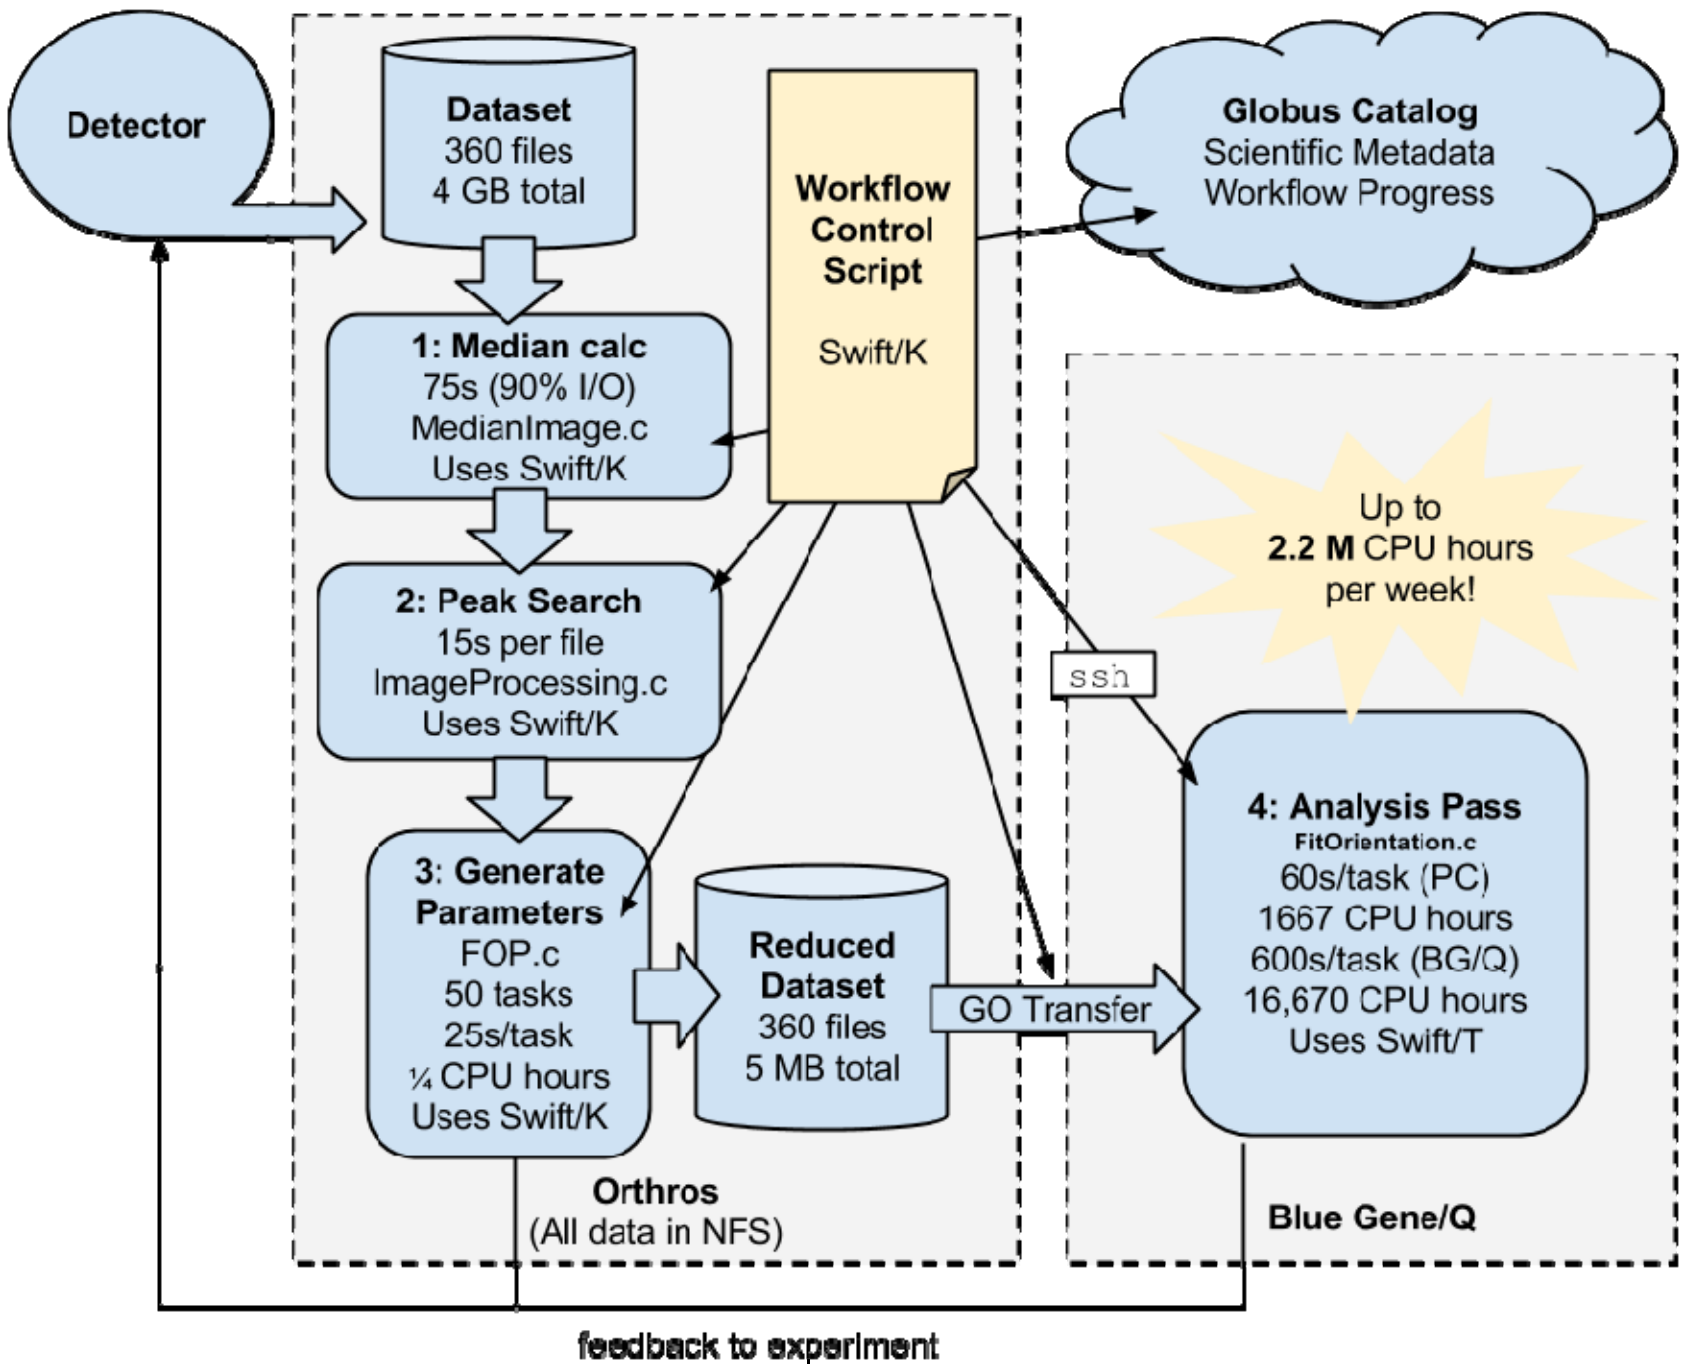 Detector
Dataset
360 files
4 GB total
Workflow
Control
Script
Swift/K
Globus Catalog
Scientific Metadata
Workflow Progress
1: Median calc
75s (90% I/O)
MedianImage.c
Uses Swift/K
2: Peak Search
15s per file
ImageProcessing.c
Uses Swift/K
3: Generate
Parameters
FOP.c
50 tasks
25s/task
¼ CPU hours
Uses Swift/K
Reduced
Dataset
360 files
5 MB total
GO Transfer
ssh
Up to
2.2 M CPU hours
per week!
4: Analysis Pass
FitOrientation.c
60s/task (PC)
1667 CPU hours
600s/task (BG/Q)
16,670 CPU hours
Uses Swift/T
Orthros
(All data in NFS)
Blue Gene/Q
feedback to experiment